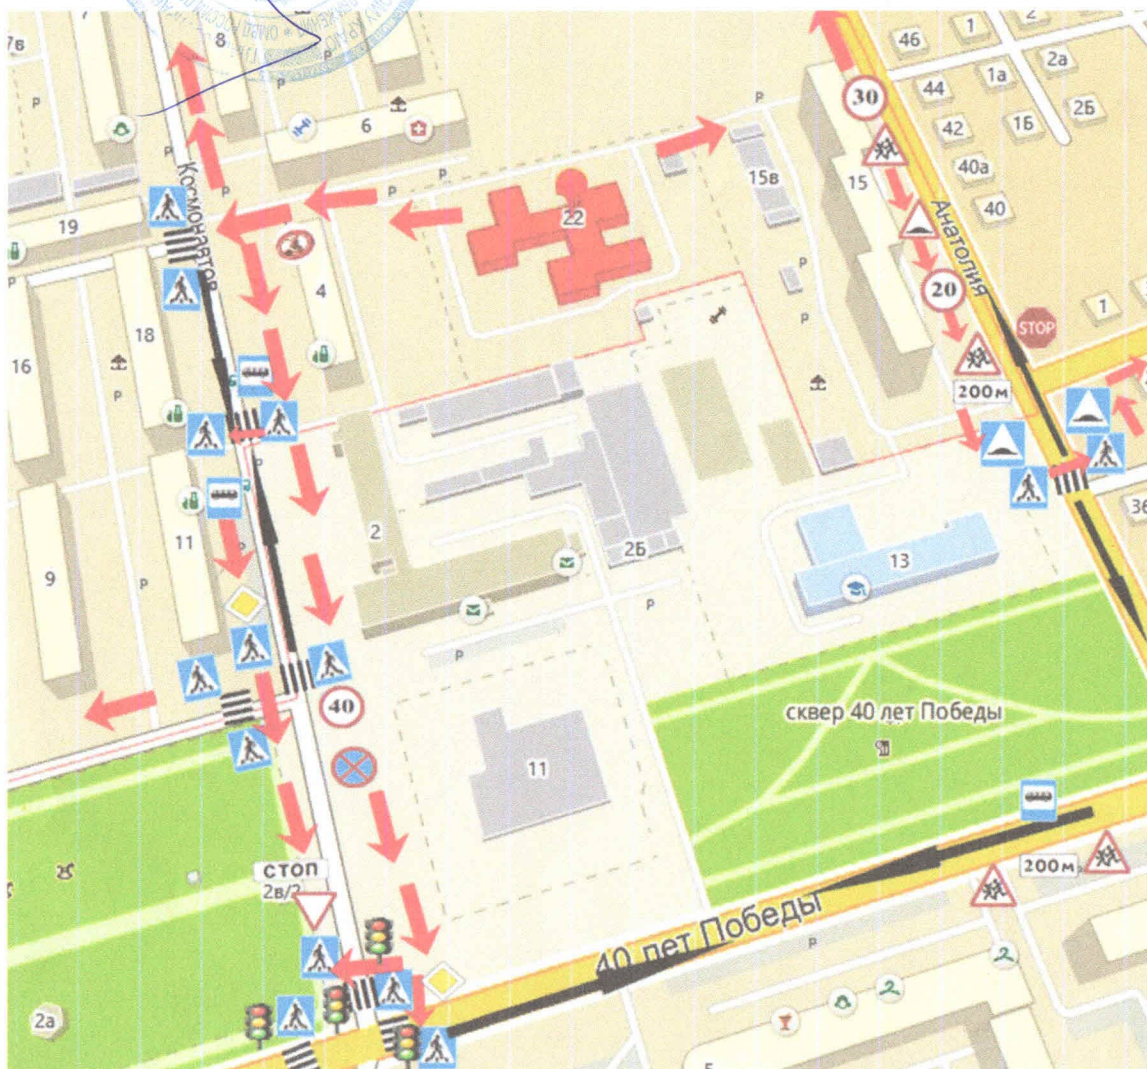 7в
8
46
1
2
P
44
1а
2а
30
P
6
P
42
1Б
2Б
P
40а
19
Космонавтов
P
P
22
15в
15
40
Анатолия
4
P
20
1
STOP
16
18
P
P
200м
11
2
2Б
13
9
P
P
36
P
40
сквер 40 лет Победы
11
СТОП
2в/2
200м
40 лет Победы
P
2а